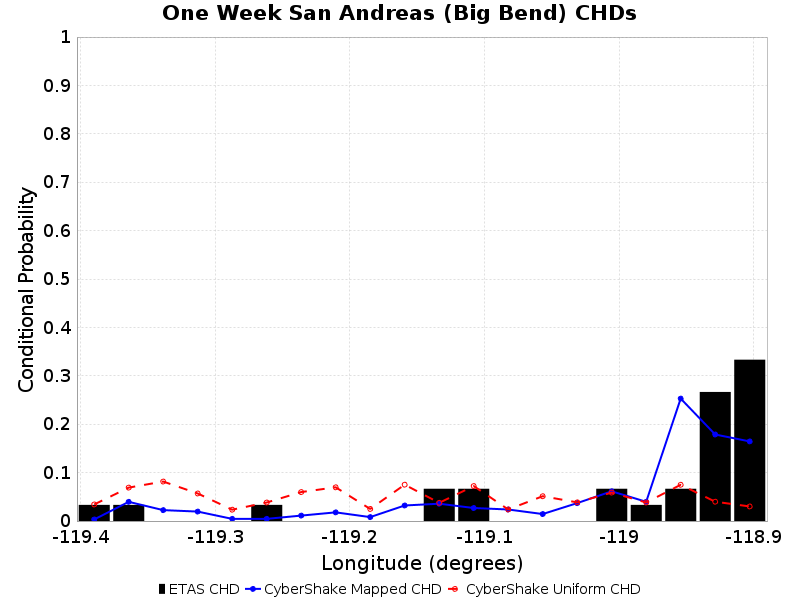 One Week San Andreas (Big Bend) CHDs
1
0.9
0.8
0.7
0.6
0.5
0.4
0.3
0.2
0.1
0
Conditional Probability
-119.4 -119.3 -119.2 -119.1 -119 -118.9
Longitude (degrees)
ETAS CHD CyberShake Mapped CHD CyberShake Uniform CHD